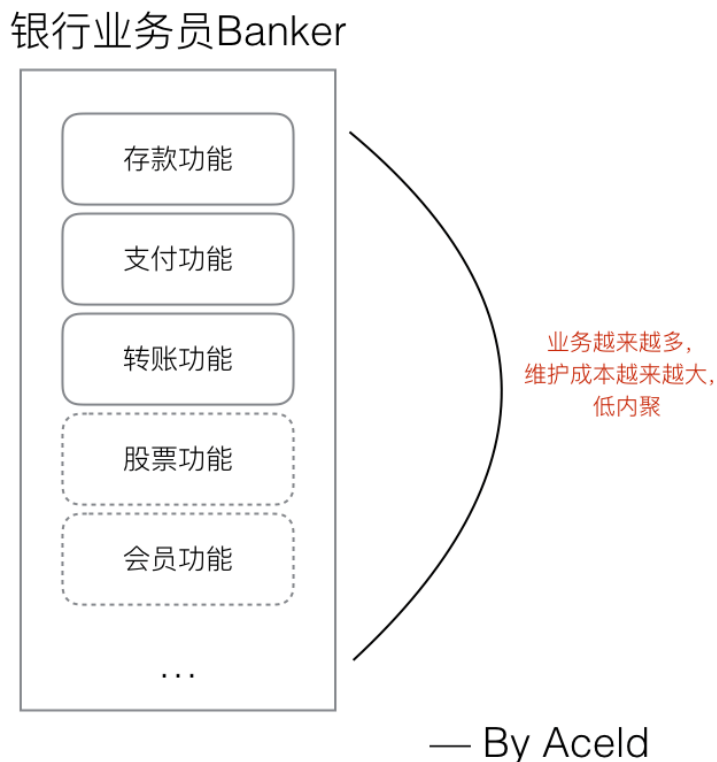 银行业务员Banker
存款功能
支付功能
转账功能
股票功能
会员功能
...
业务越来越多，
维护成本越来越大，
低内聚
— By Aceld